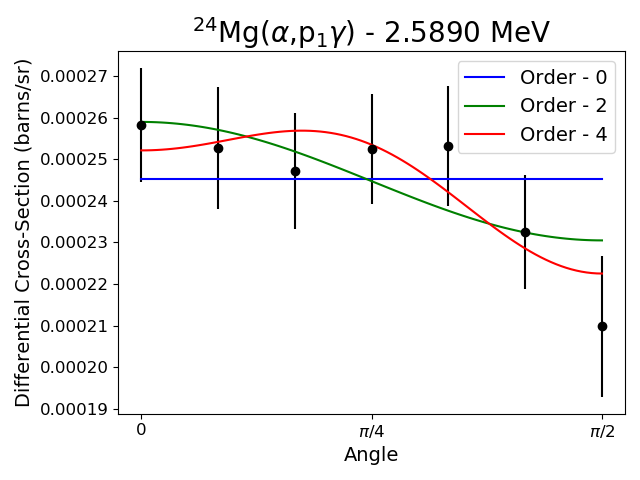 ²⁴Mg(α,p₁γ) - 2.5890 MeV
Differential Cross-Section (barns/sr)
0.00027
0.00026
0.00025
0.00024
0.00023
0.00022
0.00021
0.00020
0.00019
Order - 0
Order - 2
Order - 4
0
π/4
π/2
Angle